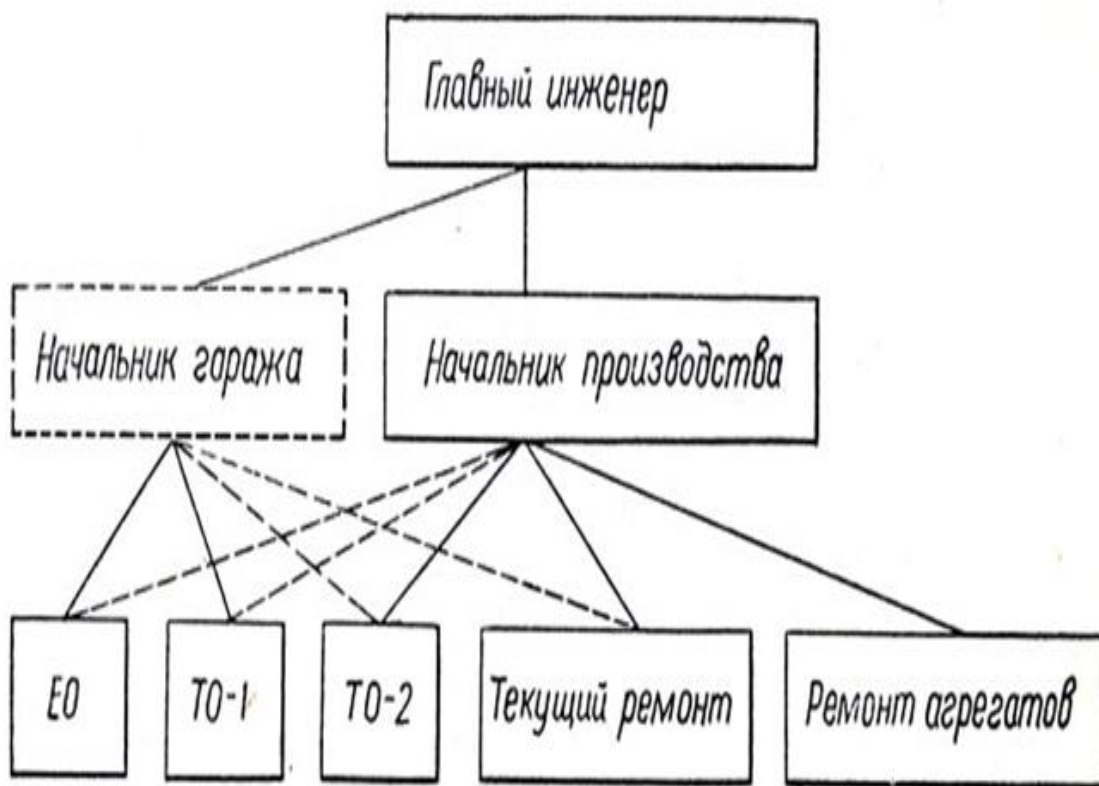 Главный инженер
Начальник гаража
Начальник производства
ЕО
ТО-1
ТО-2
Текущий ремонт
Ремонт агрегатов